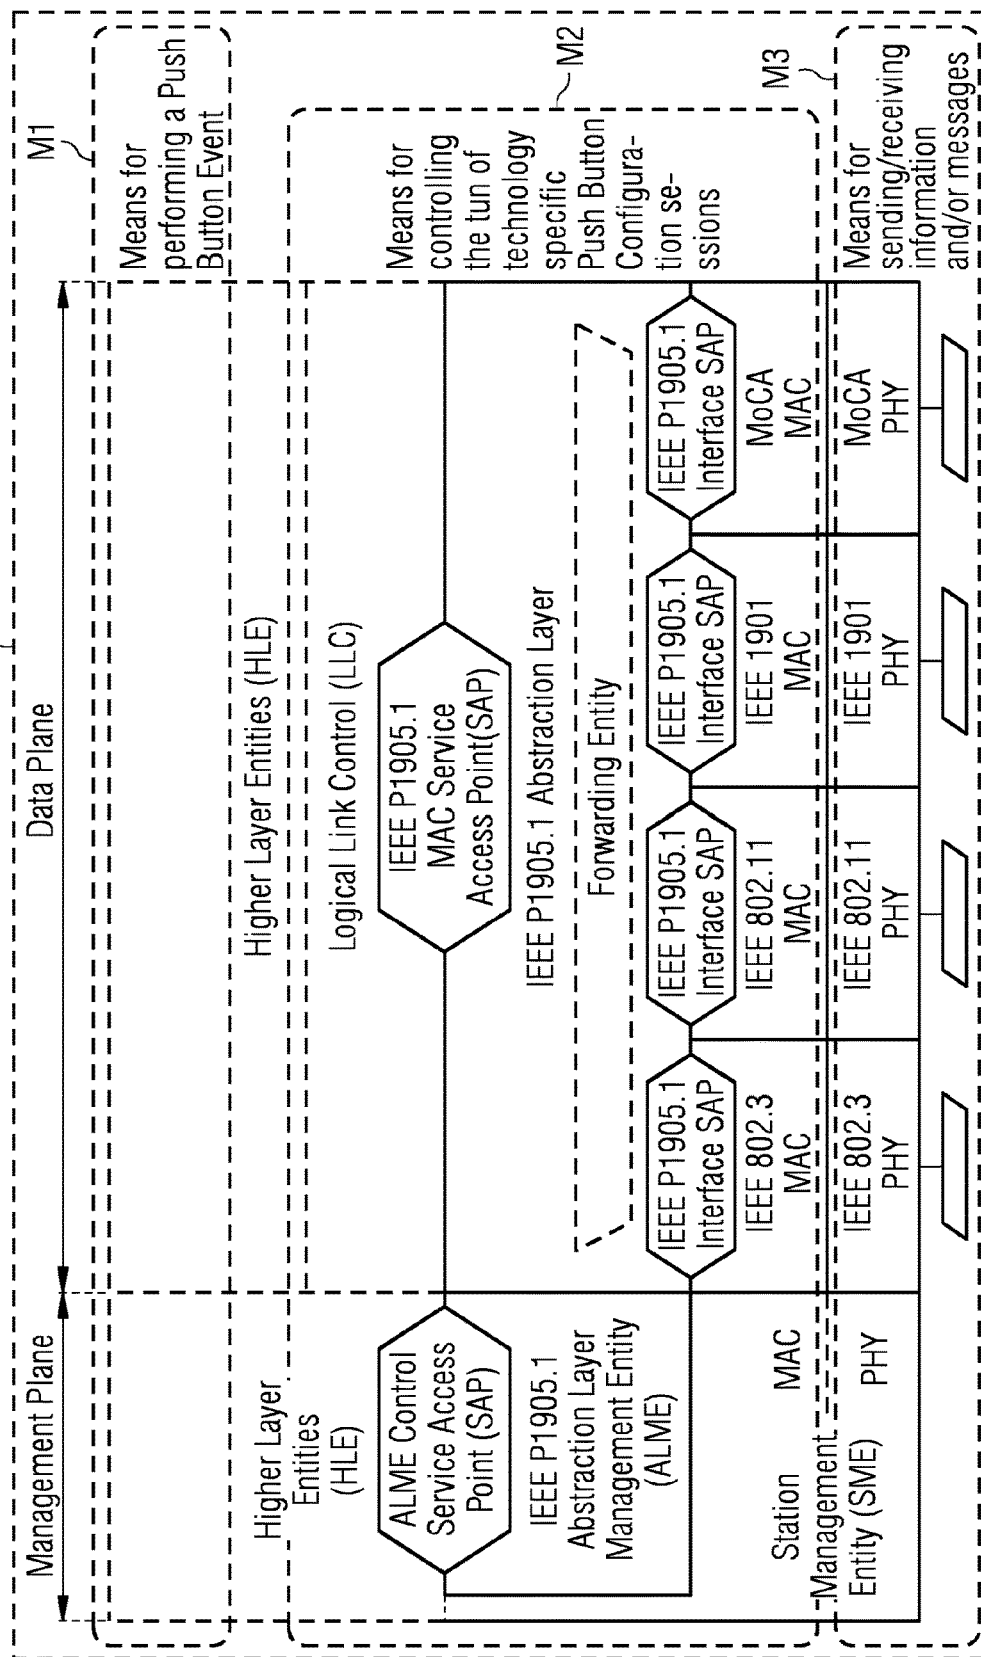 Management Plane
Data Plane
M1
Means for
performing a Push
Button Event
Higher Layer
Entities
(HLE)
Higher Layer Entities (HLE)
M2
Logical Link Control (LLC)
ALME Control
Service Access
Point (SAP)
IEEE P1905.1
MAC Service
Access Point(SAP)
Means for
controlling
the tun of
technology
specific
Push Button
Configura-
tion se-
ssions
IEEE P1905.1
Abstraction Layer
Management Entity
(ALME)
IEEE P1905.1 Abstraction Layer
Forwarding Entity
IEEE P1905.1
Interface SAP
IEEE P1905.1
Interface SAP
IEEE P1905.1
Interface SAP
IEEE P1905.1
Interface SAP
Station
Management
Entity (SME)
MAC
IEEE 802.3
MAC
IEEE 802.11
MAC
IEEE 1901
MAC
MoCA
MAC
M3
PHY
IEEE 802.3
PHY
IEEE 802.11
PHY
IEEE 1901
PHY
MoCA
PHY
Means for
sending/receiving
information
and/or messages